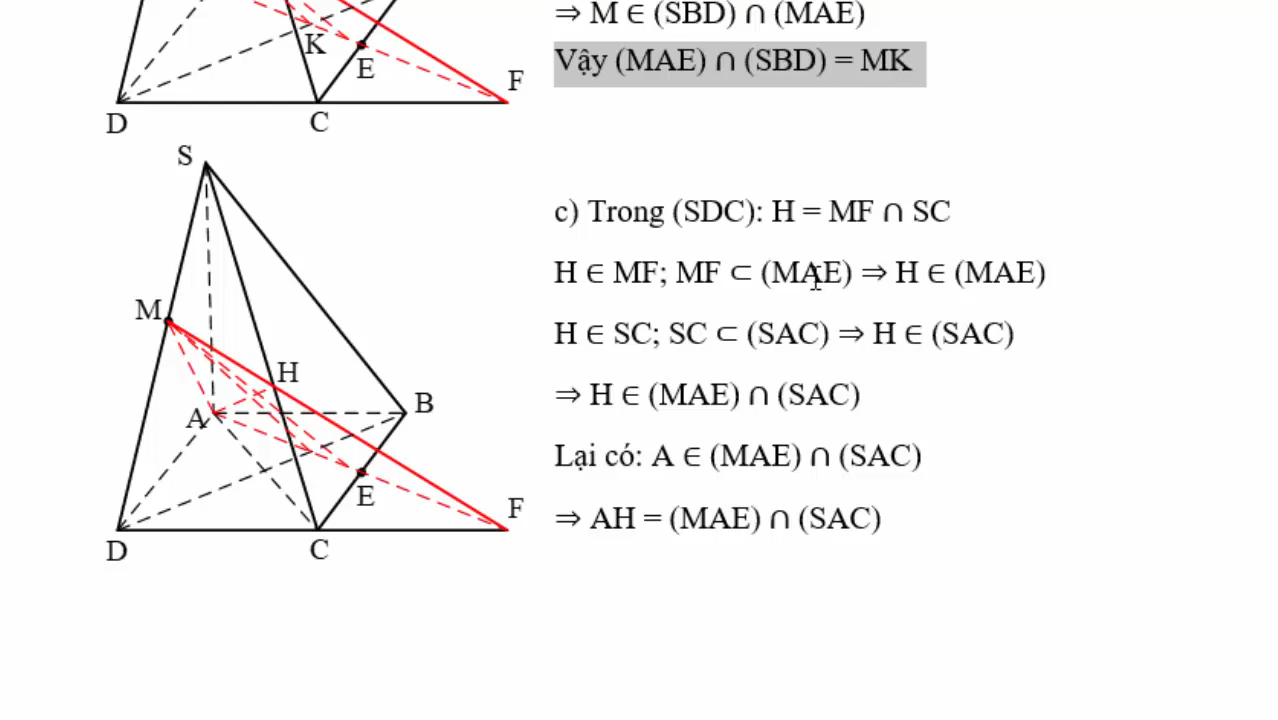 ⇒ M ∈ (SBD) ∩ (MAE)
Vậy (MAE) ∩ (SBD) = MK
K
E
F
D
C
S
c) Trong (SDC): H = MF ∩ SC
H ∈ MF; MF ⊂ (MAE) ⇒ H ∈ (MAE)
M
H ∈ SC; SC ⊂ (SAC) ⇒ H ∈ (SAC)
H
⇒ H ∈ (MAE) ∩ (SAC)
A
B
Lại có: A ∈ (MAE) ∩ (SAC)
E
F
⇒ AH = (MAE) ∩ (SAC)
D
C